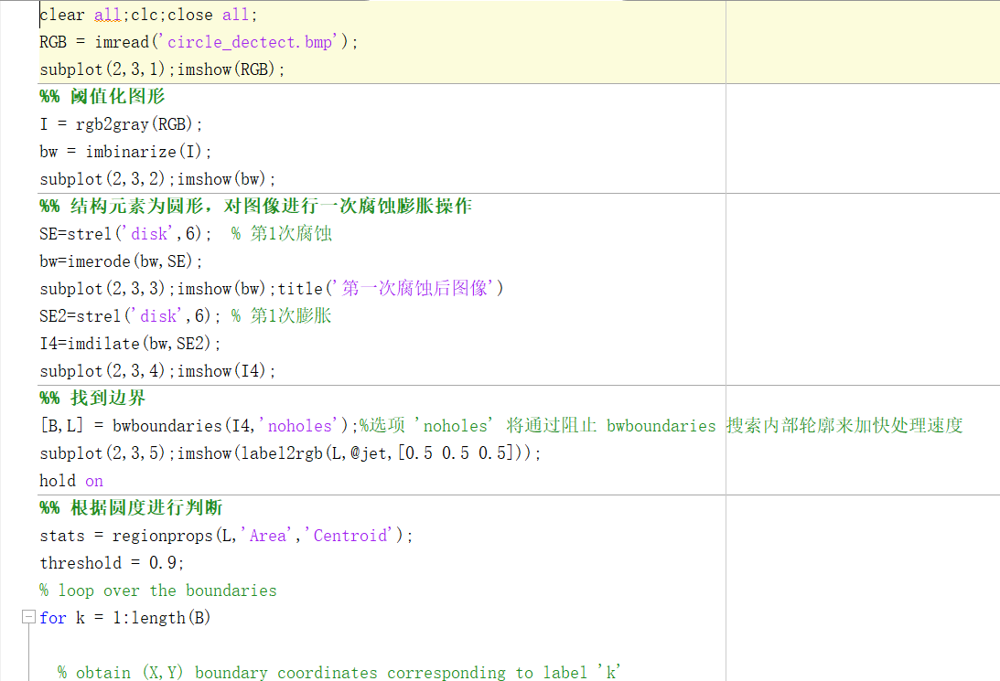 clear all;clc;close all;
RGB = imread('circle_dectect.bmp');
subplot(2,3,1);imshow(RGB);
%% 阈值化图形
I = rgb2gray(RGB);
bw = imbinarize(I);
subplot(2,3,2);imshow(bw);
%% 结构元素为圆形，对图像进行一次腐蚀膨胀操作
SE=strel('disk',6);  % 第1次腐蚀
bw=imerode(bw,SE);
subplot(2,3,3);imshow(bw);title('第一次腐蚀后图像')
SE2=strel('disk',6); % 第1次膨胀
I4=imdilate(bw,SE2);
subplot(2,3,4);imshow(I4);
%% 找到边界
[B,L] = bwboundaries(I4,'noholes');%选项 'noholes' 将通过阻止 bwboundaries 搜索内部轮廓来加快处理速度
subplot(2,3,5);imshow(label2rgb(L,@jet,[0.5 0.5 0.5]));
hold on
%% 根据圆度进行判断
stats = regionprops(L,'Area','Centroid');
threshold = 0.9;
% loop over the boundaries
for k = 1:length(B)
% obtain (X,Y) boundary coordinates corresponding to label 'k'